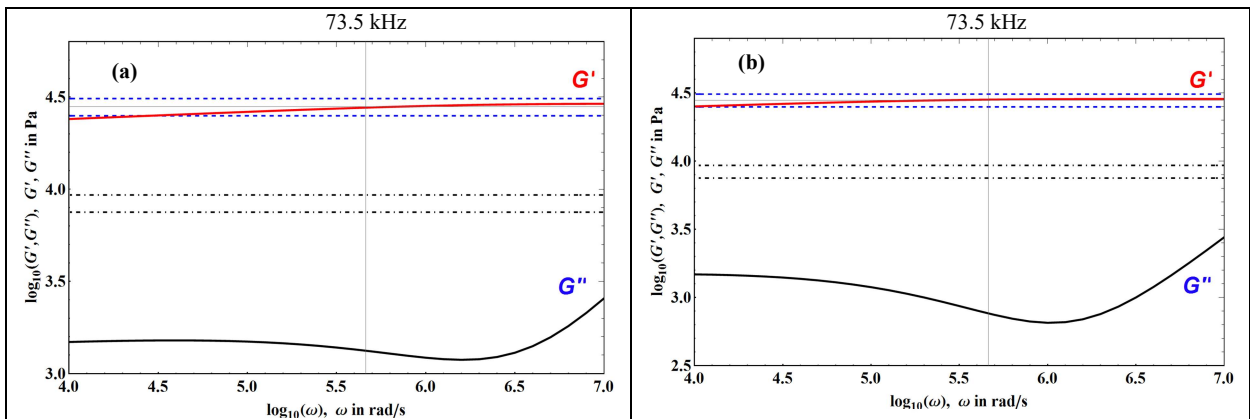 73.5 kHz
(a)
G'
G"
log₁₀(G',G"), G', G" in Pa
4.5
4.0
3.5
3.0
4.0 4.5 5.0 5.5 6.0 6.5 7.0
log₁₀(ω), ω in rad/s
73.5 kHz
(b)
G'
G"
log₁₀(G',G"), G', G" in Pa
4.5
4.0
3.5
3.0
2.5
4.0 4.5 5.0 5.5 6.0 6.5 7.0
log₁₀(ω), ω in rad/s